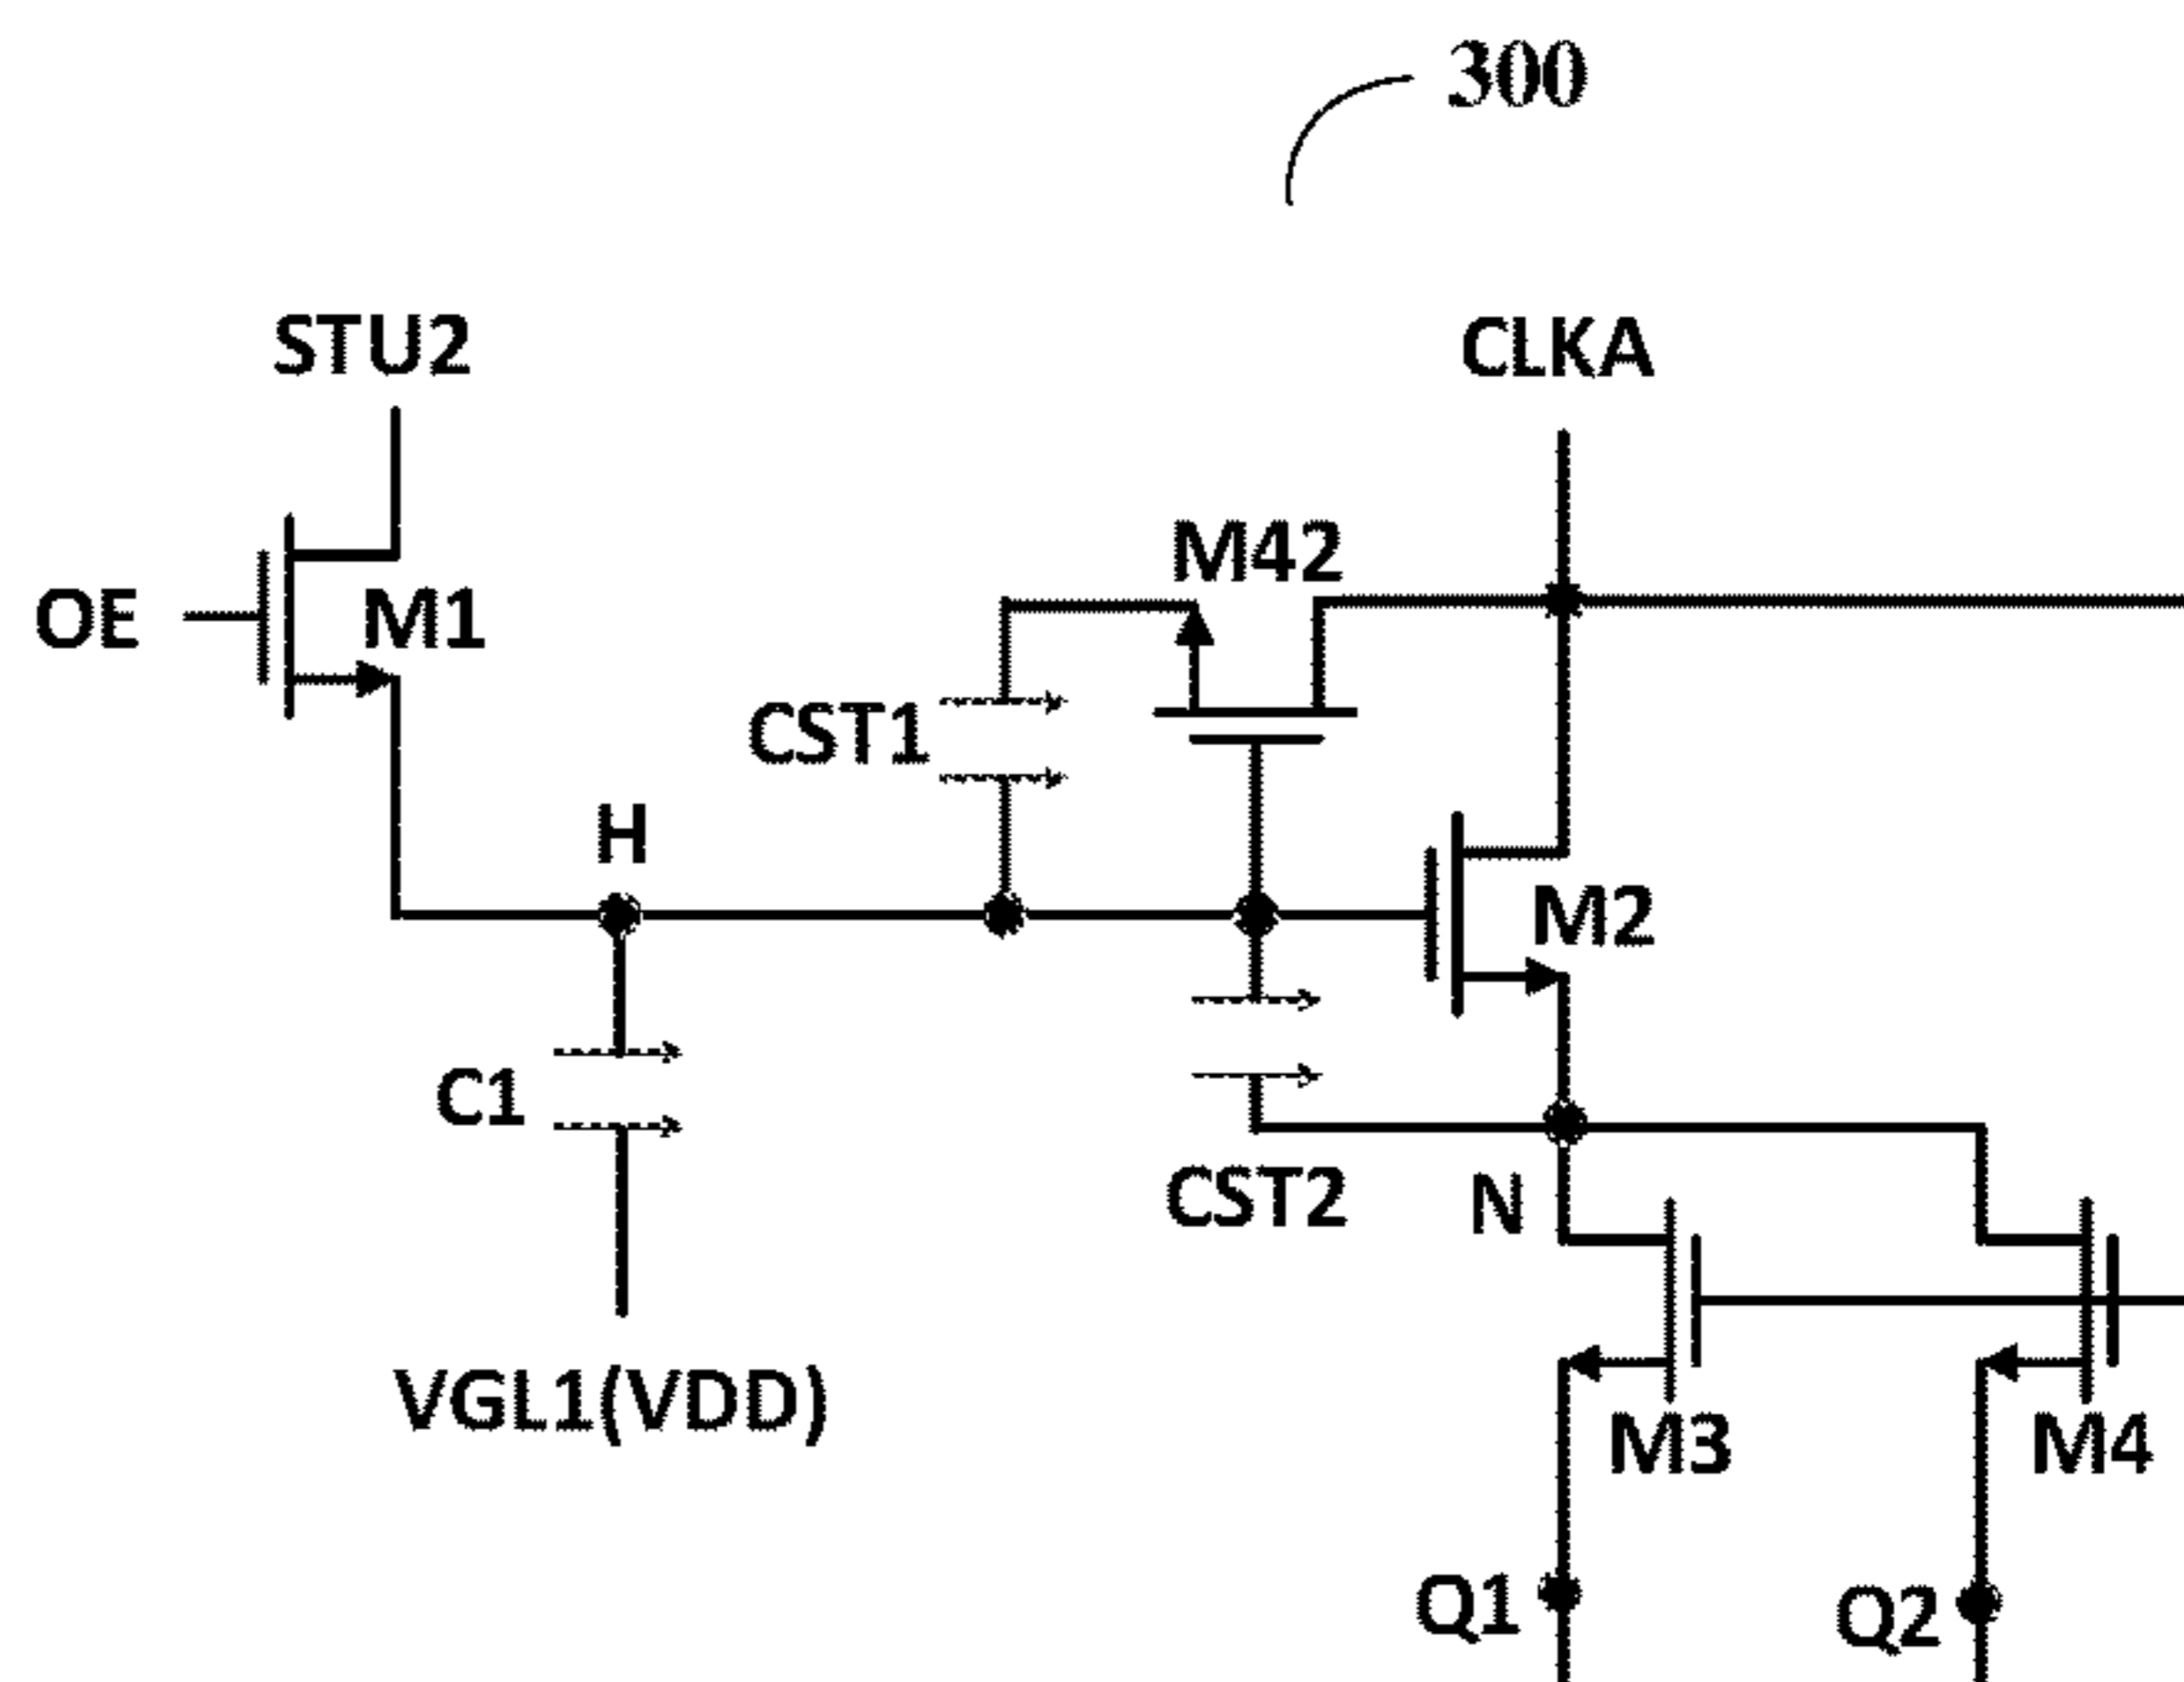 300
STU2
CLKA
M42
OE
M1
CST1
H
M2
C1
CST2
N
VGL1(VDD)
M3
M4
Q1
Q2